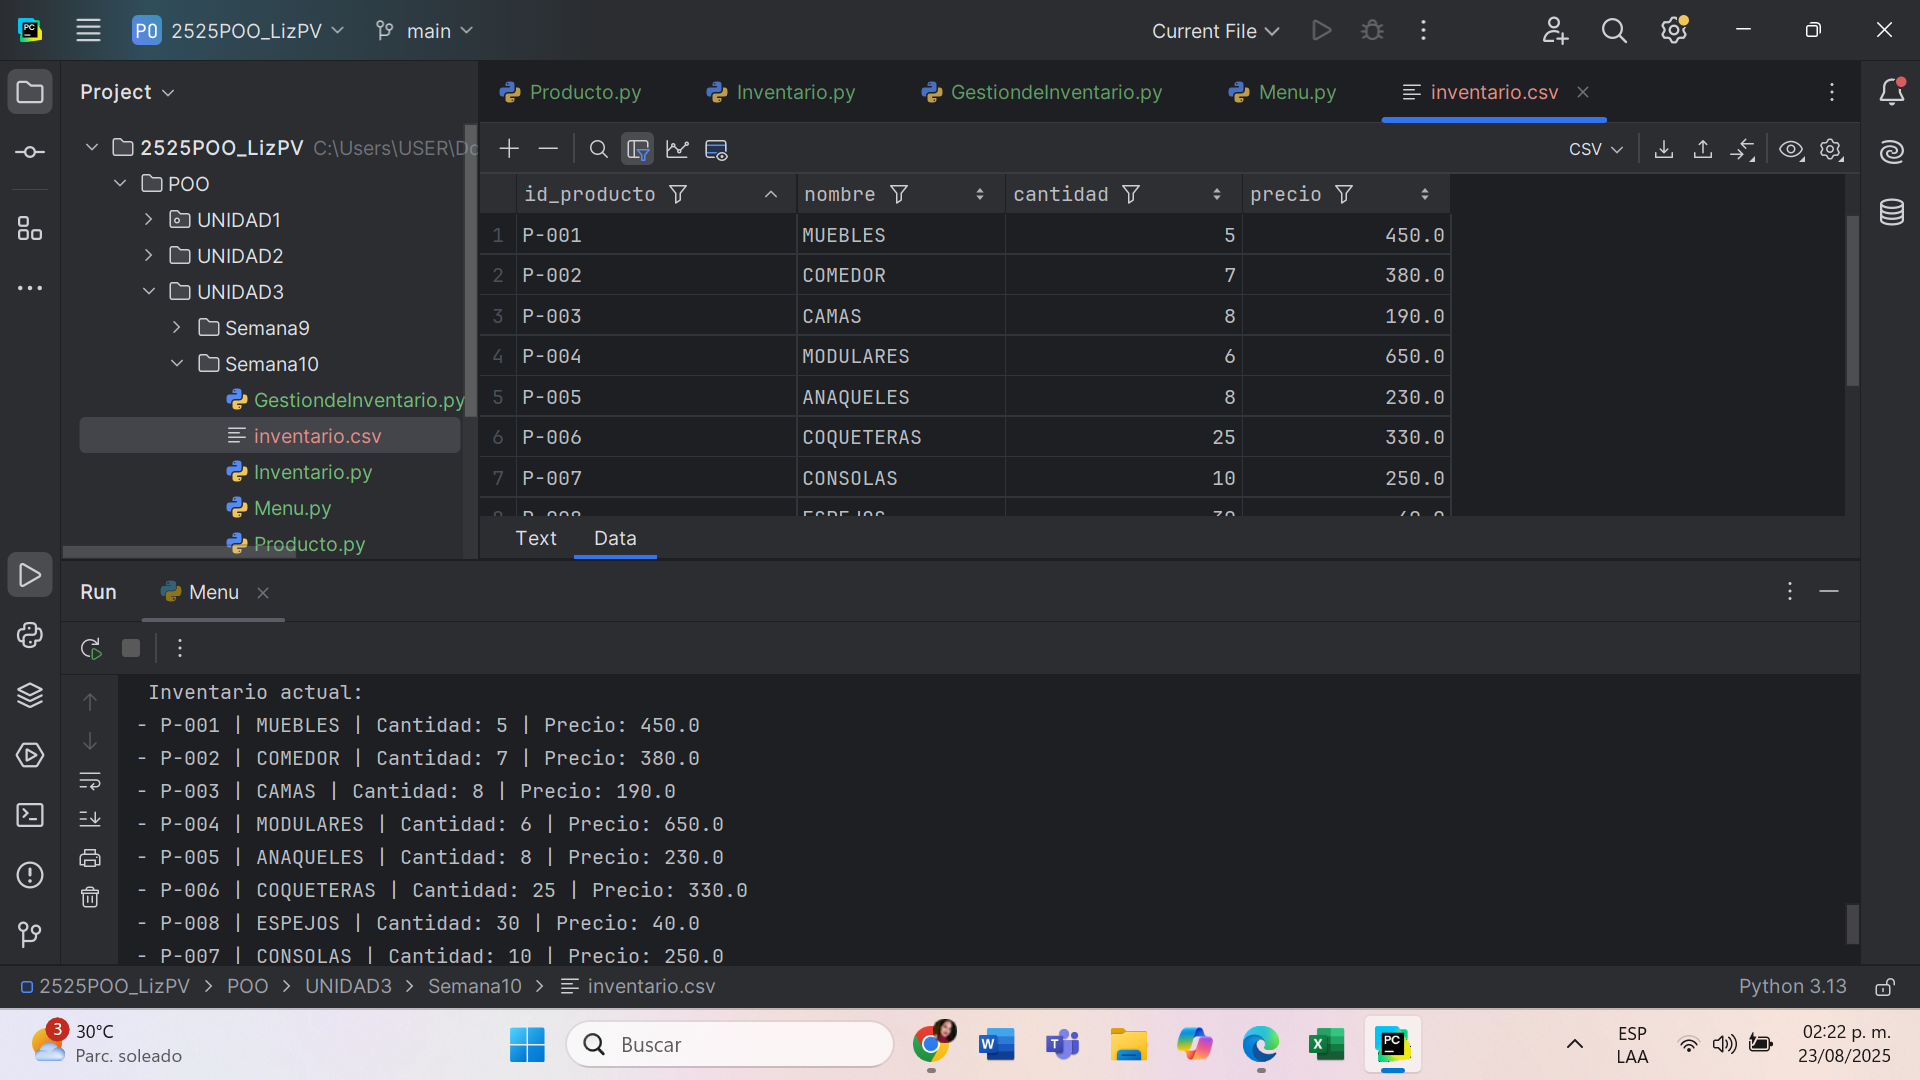 PC
P0 2525POO_LizPV
main
Current File
Project
Producto.py
Inventario.py
GestiondeInventario.py
Menu.py
inventario.csv
2525POO_LizPV C:\Users\USER\Do
POO
UNIDAD1
UNIDAD2
UNIDAD3
Semana9
Semana10
GestiondeInventario.py
inventario.csv
Inventario.py
Menu.py
Producto.py
CSV
id_producto nombre cantidad precio
1 P-001 MUEBLES 5 450.0
2 P-002 COMEDOR 7 380.0
3 P-003 CAMAS 8 190.0
4 P-004 MODULARES 6 650.0
5 P-005 ANAQUELES 8 230.0
6 P-006 COQUETERAS 25 330.0
7 P-007 CONSOLAS 10 250.0
8 P-008 ESPEJOS 30 40.0
Text Data
Run Menu
Inventario actual:
- P-001 | MUEBLES | Cantidad: 5 | Precio: 450.0
- P-002 | COMEDOR | Cantidad: 7 | Precio: 380.0
- P-003 | CAMAS | Cantidad: 8 | Precio: 190.0
- P-004 | MODULARES | Cantidad: 6 | Precio: 650.0
- P-005 | ANAQUELES | Cantidad: 8 | Precio: 230.0
- P-006 | COQUETERAS | Cantidad: 25 | Precio: 330.0
- P-008 | ESPEJOS | Cantidad: 30 | Precio: 40.0
- P-007 | CONSOLAS | Cantidad: 10 | Precio: 250.0
2525POO_LizPV > POO > UNIDAD3 > Semana10 > inventario.csv
Python 3.13
3
30°C
Parc. soleado
Buscar
W
T
X
PC
ESP
LAA
02:22 p. m.
23/08/2025